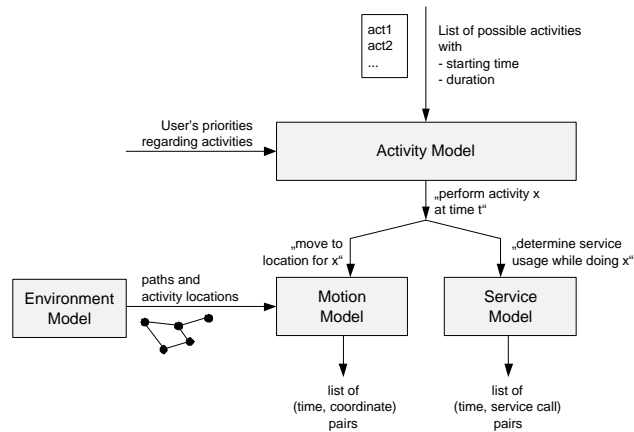 act1
act2
...
List of possible activities
with
- starting time
- duration
User's priorities
regarding activities
Activity Model
„perform activity x
at time t“
„move to
location for x“
„determine service
usage while doing x“
paths and
activity locations
Environment
Model
Motion
Model
Service
Model
list of
(time, coordinate)
pairs
list of
(time, service call)
pairs